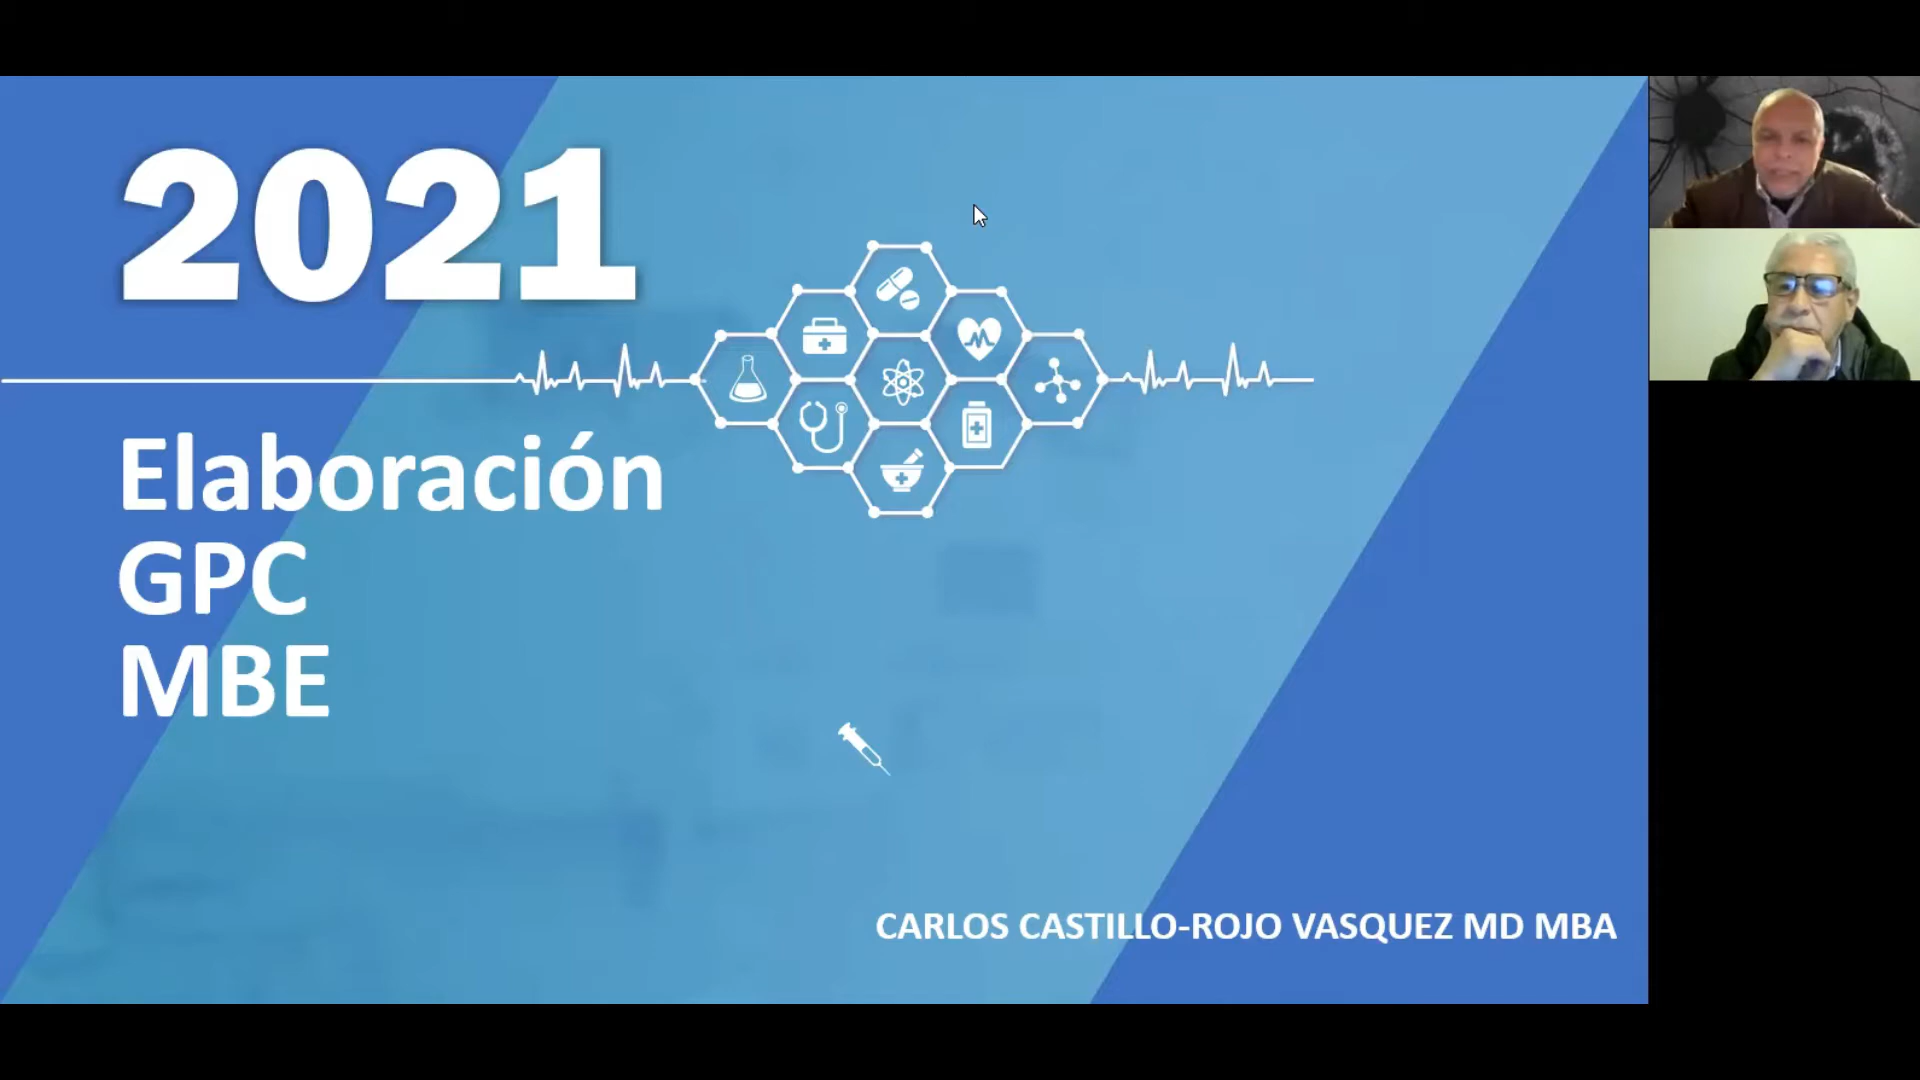 2021
Elaboración
GPC
MBE
CARLOS CASTILLO-ROJO VASQUEZ MD MBA